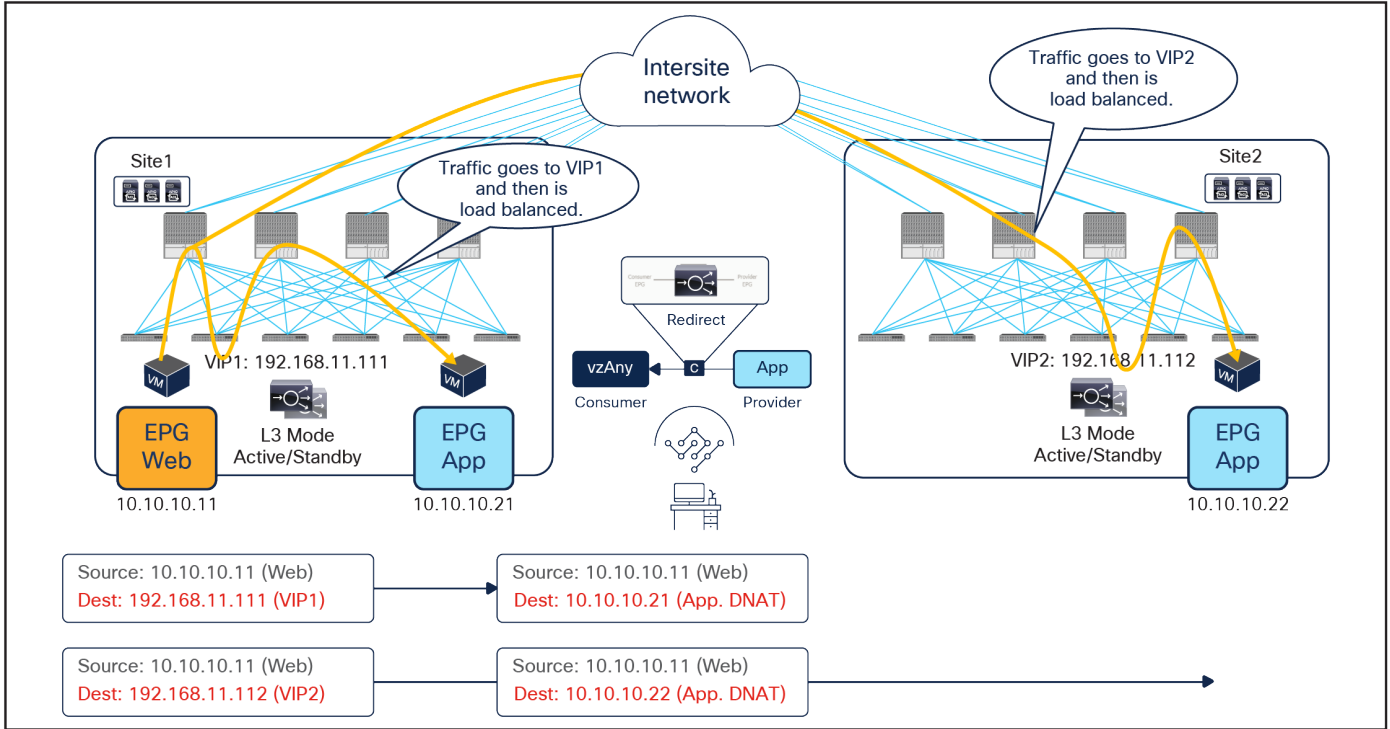 Intersite
network
Traffic goes to VIP2
and then is
load balanced.
Site1
Traffic goes to VIP1
and then is
load balanced.
Site2
Consumer
EPG
Provider
EPG
Redirect
VIP1: 192.168.11.111
VM
VM
vzAny
C
App
Consumer
Provider
VIP2: 192.168.11.112
VM
EPG
Web
L3 Mode
Active/Standby
EPG
App
L3 Mode
Active/Standby
EPG
App
10.10.10.11
10.10.10.21
10.10.10.22
Source: 10.10.10.11 (Web)
Dest: 192.168.11.111 (VIP1)
Source: 10.10.10.11 (Web)
Dest: 10.10.10.21 (App. DNAT)
Source: 10.10.10.11 (Web)
Dest: 192.168.11.112 (VIP2)
Source: 10.10.10.11 (Web)
Dest: 10.10.10.22 (App. DNAT)